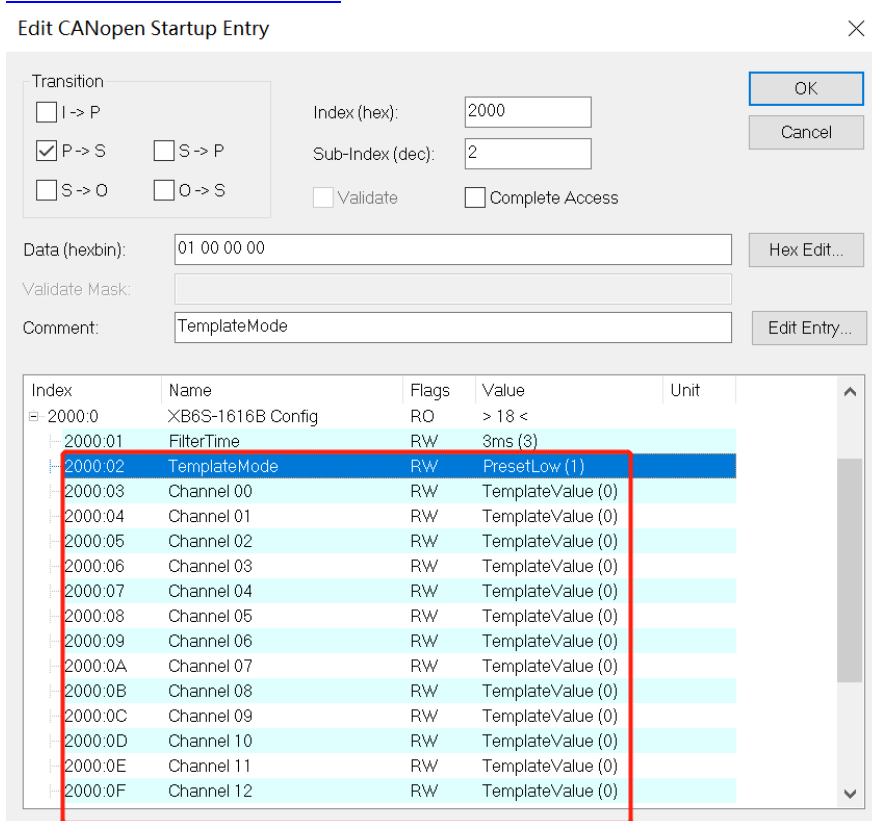 Edit CANopen Startup Entry
Transition
I -> P
P -> S
S -> P
S -> O
O -> S
Index (hex):
2000
Sub-Index (dec):
2
Validate
Complete Access
OK
Cancel
Data (hexbin):
01 00 00 00
Hex Edit...
Validate Mask:
Comment:
TemplateMode
Edit Entry...
Index Name Flags Value Unit
2000:0 XB6S-1616B Config RO > 18 <
2000:01 FilterTime RW 3ms (3)
2000:02 TemplateMode RW PresetLow (1)
2000:03 Channel 00 RW TemplateValue (0)
2000:04 Channel 01 RW TemplateValue (0)
2000:05 Channel 02 RW TemplateValue (0)
2000:06 Channel 03 RW TemplateValue (0)
2000:07 Channel 04 RW TemplateValue (0)
2000:08 Channel 05 RW TemplateValue (0)
2000:09 Channel 06 RW TemplateValue (0)
2000:0A Channel 07 RW TemplateValue (0)
2000:0B Channel 08 RW TemplateValue (0)
2000:0C Channel 09 RW TemplateValue (0)
2000:0D Channel 10 RW TemplateValue (0)
2000:0E Channel 11 RW TemplateValue (0)
2000:0F Channel 12 RW TemplateValue (0)